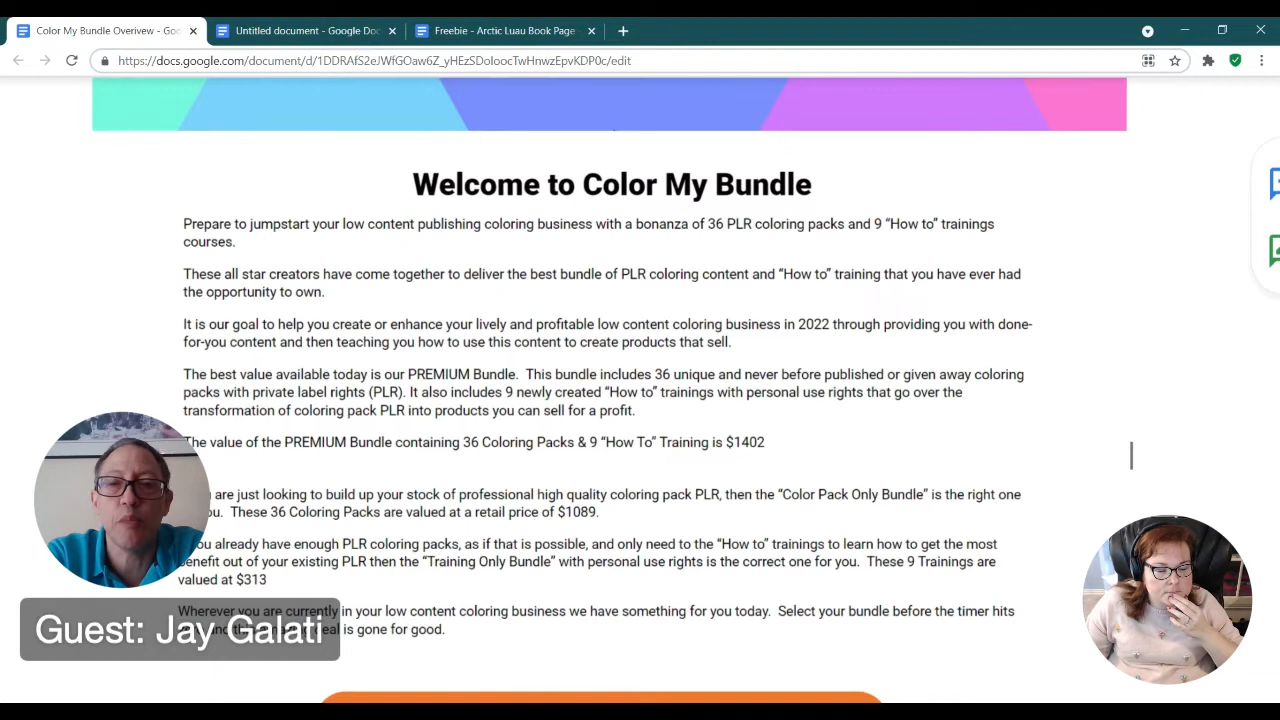 Color My Bundle Overivew - Goo
Untitled document - Google Doc
Freebie - Arctic Luau Book Page
https://docs.google.com/document/d/1DDRAfS2eJWfGOaw6Z_yHEzSDoIoocTwHnwzEpvKDP0c/edit
Welcome to Color My Bundle
Prepare to jumpstart your low content publishing coloring business with a bonanza of 36 PLR coloring packs and 9 “How to” trainings
courses.
These all star creators have come together to deliver the best bundle of PLR coloring content and “How to” training that you have ever had
the opportunity to own.
It is our goal to help you create or enhance your lively and profitable low content coloring business in 2022 through providing you with done-
for-you content and then teaching you how to use this content to create products that sell.
The best value available today is our PREMIUM Bundle. This bundle includes 36 unique and never before published or given away coloring
packs with private label rights (PLR). It also includes 9 newly created “How to” trainings with personal use rights that go over the
transformation of coloring pack PLR into products you can sell for a profit.
The value of the PREMIUM Bundle containing 36 Coloring Packs & 9 “How To” Training is $1402
are just looking to build up your stock of professional high quality coloring pack PLR, then the “Color Pack Only Bundle” is the right one
These 36 Coloring Packs are valued at a retail price of $1089.
already have enough PLR coloring packs, as if that is possible, and only need to the “How to” trainings to learn how to get the most
benefit out of your existing PLR then the “Training Only Bundle” with personal use rights is the correct one for you. These 9 Trainings are
valued at $313
Wherever you are currently in your low content coloring business we have something for you today. Select your bundle before the timer hits
deal is gone for good.
Guest: Jay Galati